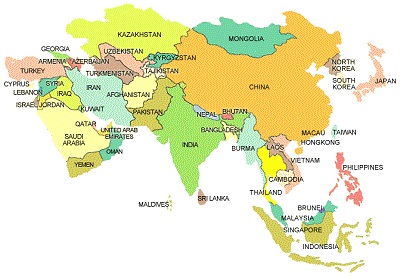 KAZAKHSTAN
MONGOLIA
GEORGIA
UZBEKISTAN
KYRGYZSTAN
ARMENIA
AZERBAIJAN
TURKEY
TURKMENISTAN
TAJIKISTAN
NORTH
KOREA
SOUTH
KOREA
JAPAN
CYPRUS
SYRIA
LEBANON
IRAQ
IRAN
AFGHANISTAN
CHINA
ISRAEL
JORDAN
KUWAIT
PAKISTAN
NEPAL
BHUTAN
QATAR
UNITED ARAB
EMIRATES
BANGLADESH
MACAU
HONGKONG
TAIWAN
SAUDI
ARABIA
OMAN
INDIA
BURMA
LAOS
VIETNAM
YEMEN
PHILIPPINES
CAMBODIA
THAILAND
MALDIVES
SRI LANKA
BRUNEI
MALAYSIA
SINGAPORE
INDONESIA